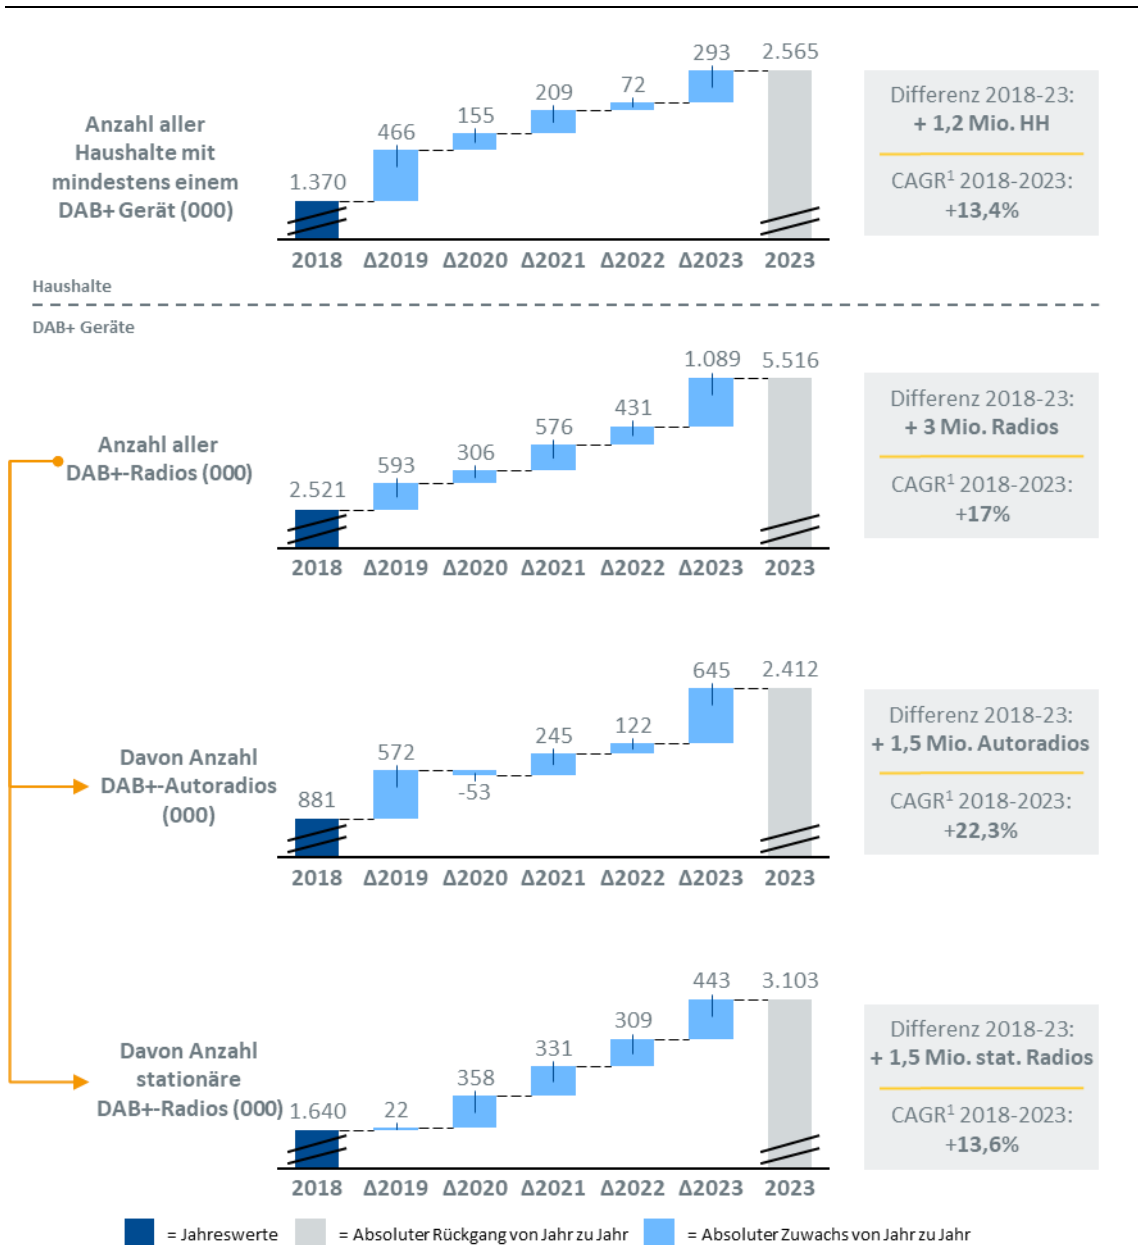 293 2.565
72
209
155
466
1.370
Anzahl aller
Haushalte mit
mindestens einem
DAB+ Gerät (000)
2018 Δ2019 Δ2020 Δ2021 Δ2022 Δ2023 2023
Differenz 2018-23:
+ 1,2 Mio. HH
CAGR¹ 2018-2023:
+13,4%
Haushalte
DAB+ Geräte
1.089 5.516
431
576
306
593
2.521
Anzahl aller
DAB+-Radios (000)
2018 Δ2019 Δ2020 Δ2021 Δ2022 Δ2023 2023
Differenz 2018-23:
+ 3 Mio. Radios
CAGR¹ 2018-2023:
+17%
645 2.412
122
245
572
-53
881
Davon Anzahl
DAB+-Autoradios
(000)
2018 Δ2019 Δ2020 Δ2021 Δ2022 Δ2023 2023
Differenz 2018-23:
+ 1,5 Mio. Autoradios
CAGR¹ 2018-2023:
+22,3%
443 3.103
309
331
358
22
1.640
Davon Anzahl
stationäre
DAB+-Radios (000)
2018 Δ2019 Δ2020 Δ2021 Δ2022 Δ2023 2023
Differenz 2018-23:
+ 1,5 Mio. stat. Radios
CAGR¹ 2018-2023:
+13,6%
= Jahreswerte = Absoluter Rückgang von Jahr zu Jahr = Absoluter Zuwachs von Jahr zu Jahr